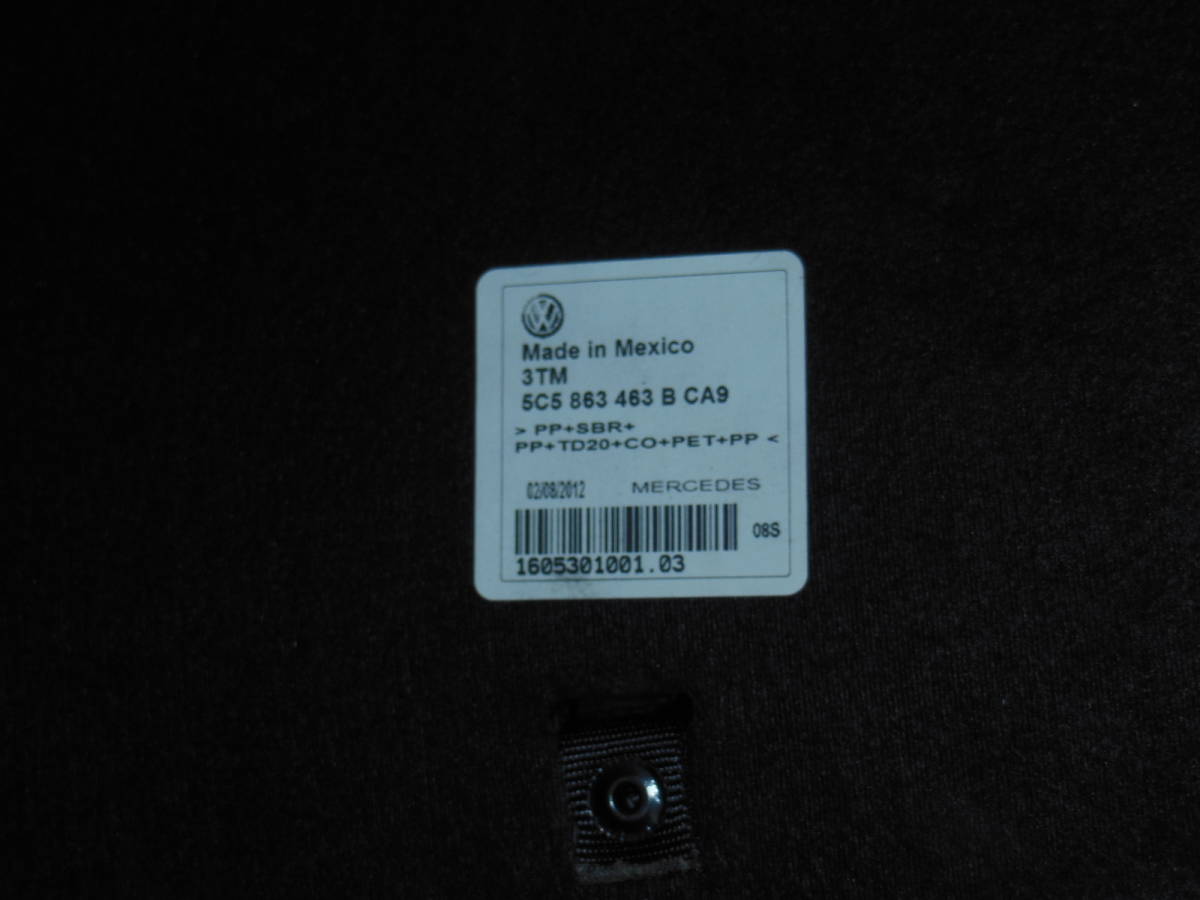 VW
Made in Mexico
3TM
5C5 863 463 B CA9
> PP+SBR+
PP+TD20+CO+PET+PP <
02/08/2012 MERCEDES
08S
1605301001.03